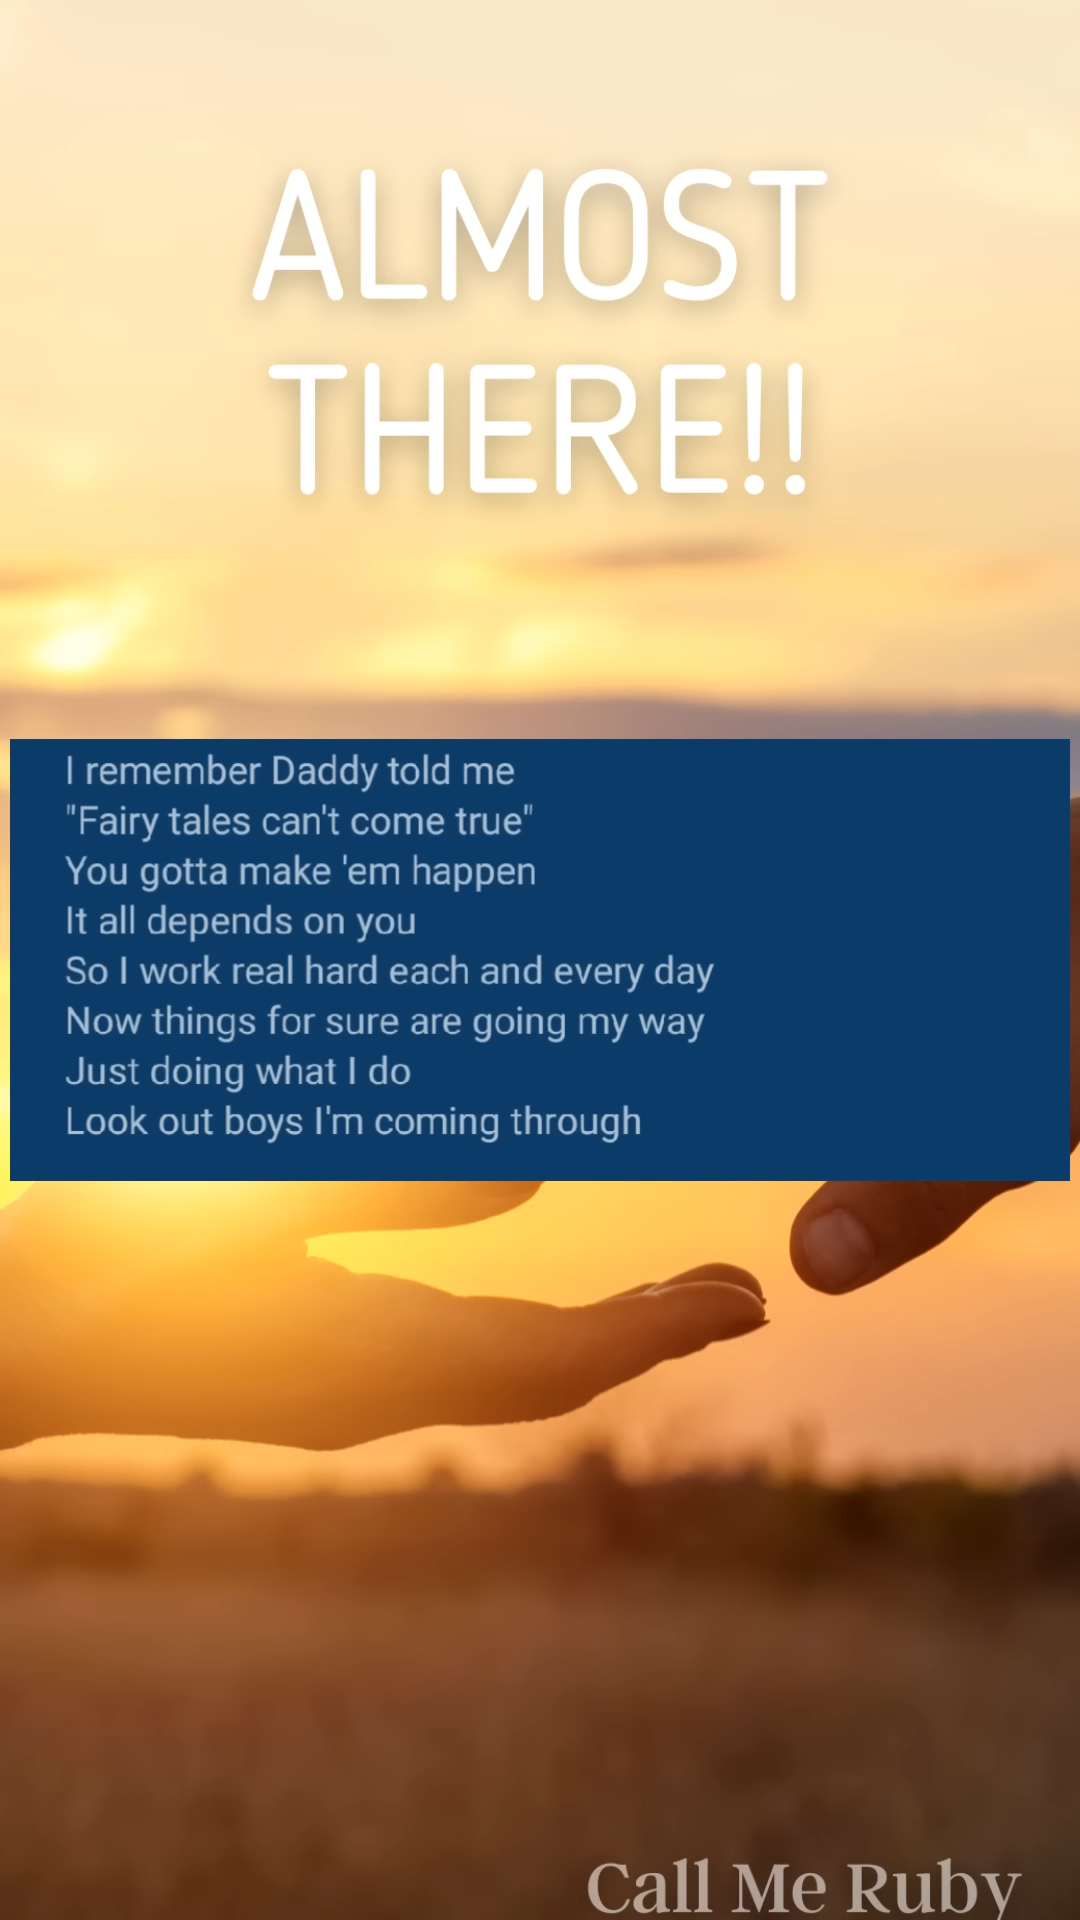 ALMOST
THERE!!
I remember Daddy told me
"Fairy tales can't come true"
You gotta make 'em happen
It all depends on you
So I work real hard each and every day
Now things for sure are going my way
Just doing what I do
Look out boys I'm coming through
Call Me Ruby